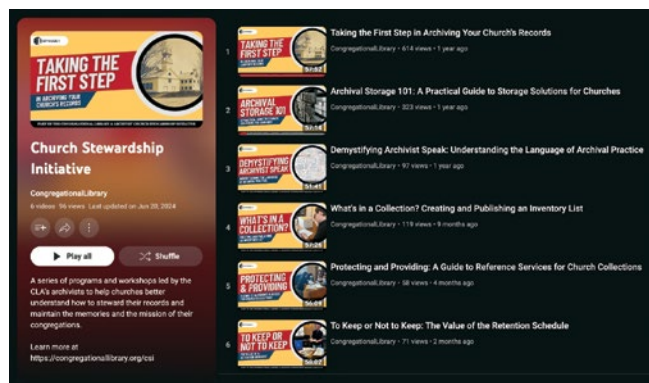 TAKING THE
FIRST STEP
IN ARCHIVING YOUR
CHURCH'S RECORDS
Church Stewardship
Initiative
CongregationalLibrary
6 videos 56 views Last updated on Jun 20, 2024
Play all
Shuffle
A series of programs and workshops led by the
CLA's archivists to help churches better
understand how to steward their records and
maintain the memories and the mission of their
congregations.
Learn more at
https://congregationallibrary.org/csi
1
TAKING THE
FIRST STEP
57:52
Taking the First Step in Archiving Your Church's Records
CongregationalLibrary • 614 views • 1 year ago
2
ARCHIVAL
STORAGE 101
57:16
Archival Storage 101: A Practical Guide to Storage Solutions for Churches
CongregationalLibrary • 323 views • 1 year ago
3
DEMYSTIFYING
ARCHIVIST SPEAK
51:41
Demystifying Archivist Speak: Understanding the Language of Archival Practice
CongregationalLibrary • 97 views • 1 year ago
4
WHAT'S IN A
COLLECTION?
What's in a Collection? Creating and Publishing an Inventory List
CongregationalLibrary • 119 views • 9 months ago
5
PROTECTING
& PROVIDING
Protecting and Providing: A Guide to Reference Services for Church Collections
CongregationalLibrary • 58 views • 4 months ago
6
TO KEEP OR
NOT TO KEEP
To Keep or Not to Keep: The Value of the Retention Schedule
CongregationalLibrary • 71 views • 2 months ago